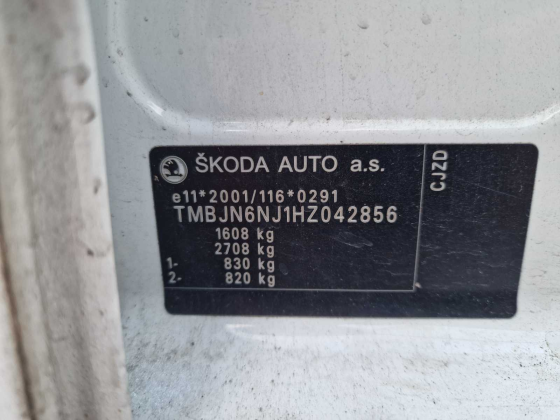 ŠKODA AUTO a.s.
e11*2001/116*0291
TMBJN6NJ1HZ042856
1608 kg
2708 kg
1- 830 kg
2- 820 kg
CJZD